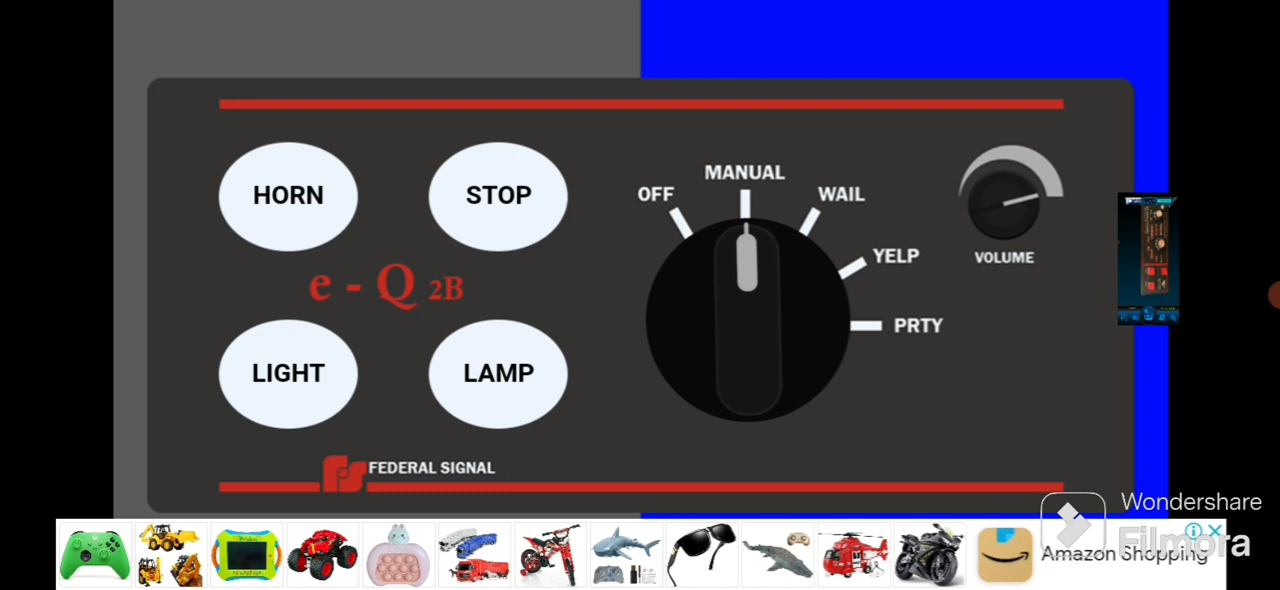 MANUAL
OFF
WAIL
HORN
STOP
YELP
VOLUME
e - Q 2B
PRTY
LIGHT
LAMP
FEDERAL SIGNAL
Wondershare
Filmora
Amazon Shopping